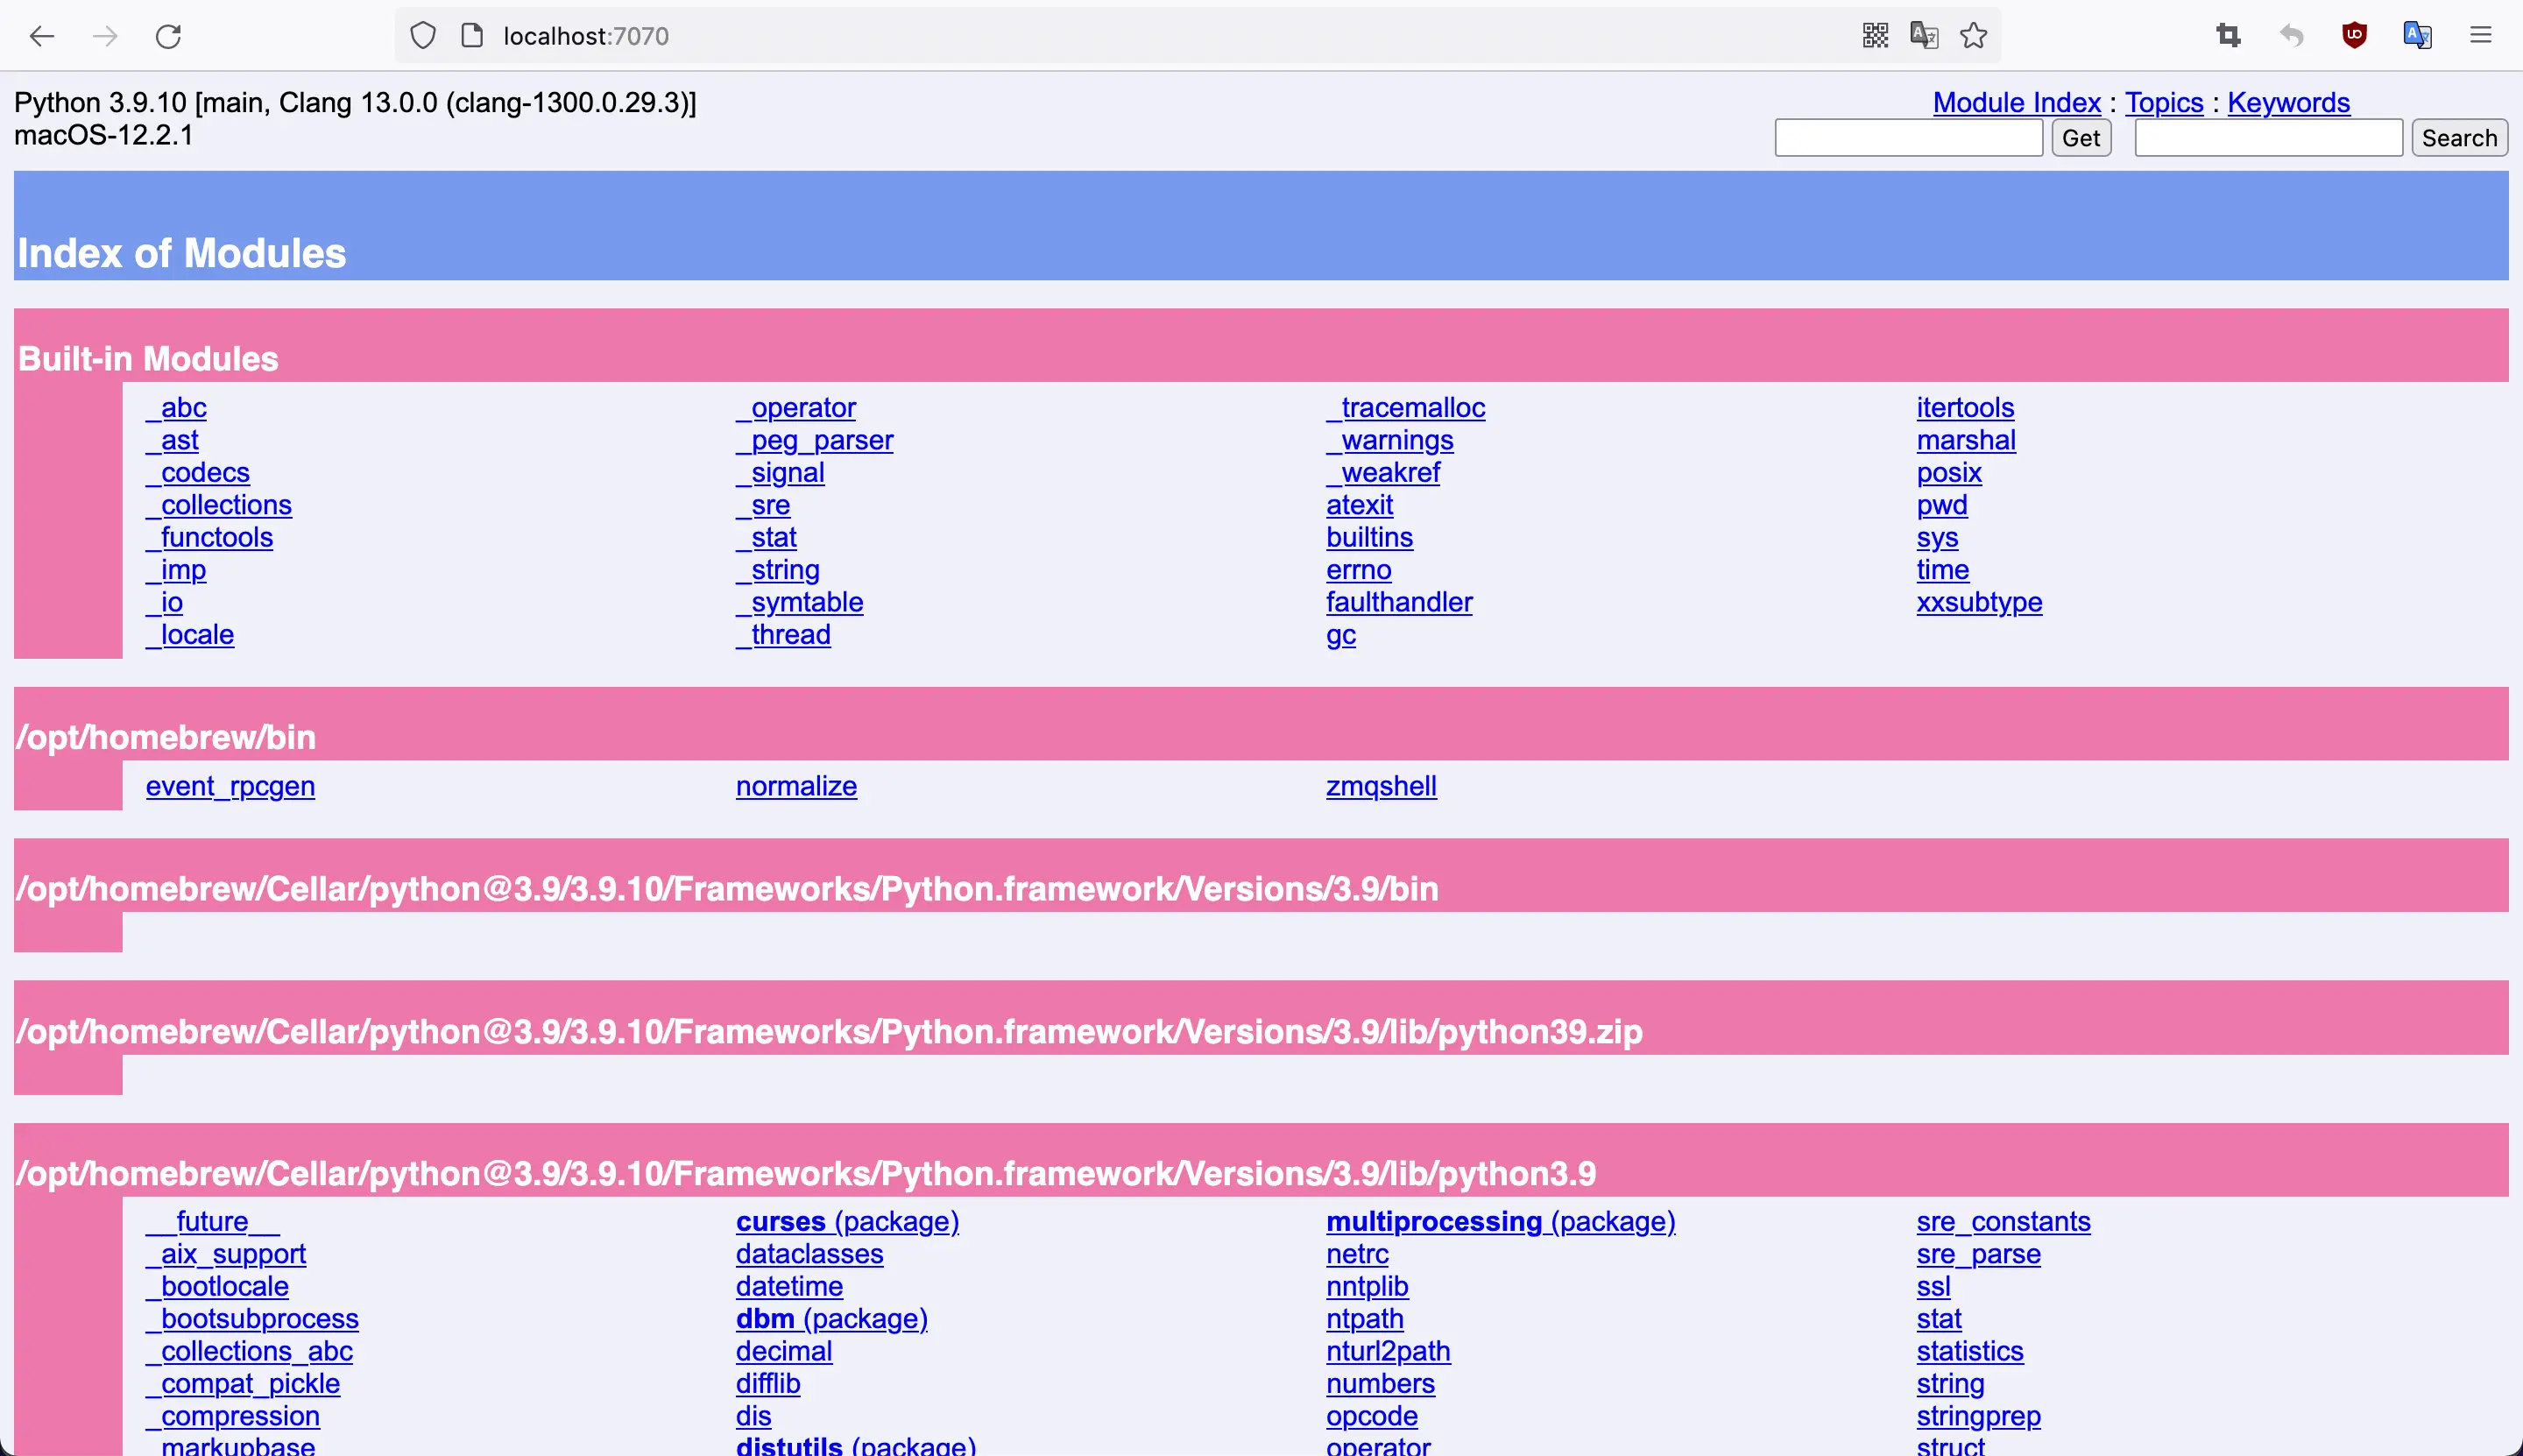 localhost:7070
Python 3.9.10 [main, Clang 13.0.0 (clang-1300.0.29.3)]
macOS-12.2.1
Module Index : Topics : Keywords
Get Search
Index of Modules
Built-in Modules
_abc _operator _tracemalloc itertools
_ast _peg_parser _warnings marshal
_codecs _signal _weakref posix
_collections _sre atexit pwd
_functools _stat builtins sys
_imp _string errno time
_io _symtable faulthandler xxsubtype
_locale _thread gc
/opt/homebrew/bin
event_rpcgen normalize zmqshell
/opt/homebrew/Cellar/python@3.9/3.9.10/Frameworks/Python.framework/Versions/3.9/bin
/opt/homebrew/Cellar/python@3.9/3.9.10/Frameworks/Python.framework/Versions/3.9/lib/python39.zip
/opt/homebrew/Cellar/python@3.9/3.9.10/Frameworks/Python.framework/Versions/3.9/lib/python3.9
__future__ curses (package) multiprocessing (package) sre_constants
_aix_support dataclasses netrc sre_parse
_bootlocale datetime nntplib ssl
_bootsubprocess dbm (package) ntpath stat
_collections_abc decimal nturl2path statistics
_compat_pickle difflib numbers string
_compression dis opcode stringprep
_markupbase distutils (package) operator struct